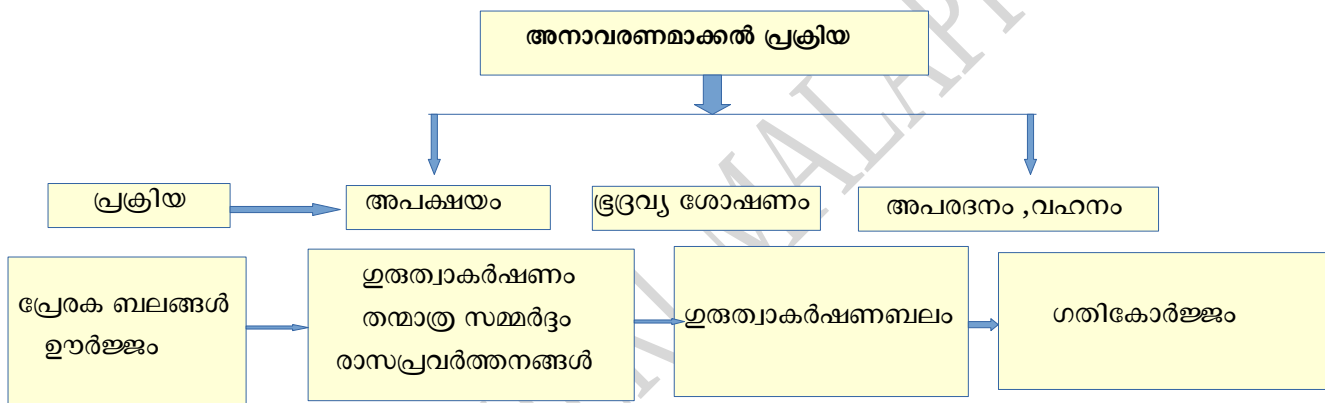 അനാവരണമാക്കൽ പ്രക്രിയ
പ്രക്രിയ
അപക്ഷയം
ഭൂദ്രവ്യ ശോഷണം
അപരദനം ,വഹനം
പ്രേരക ബലങ്ങൾ
ഊർജ്ജം
ഗുരുത്വാകർഷണം
തന്മാത്ര സമ്മർദ്ദം
രാസപ്രവർത്തനങ്ങൾ
ഗുരുത്വാകർഷണബലം
ഗതികോർജ്ജം